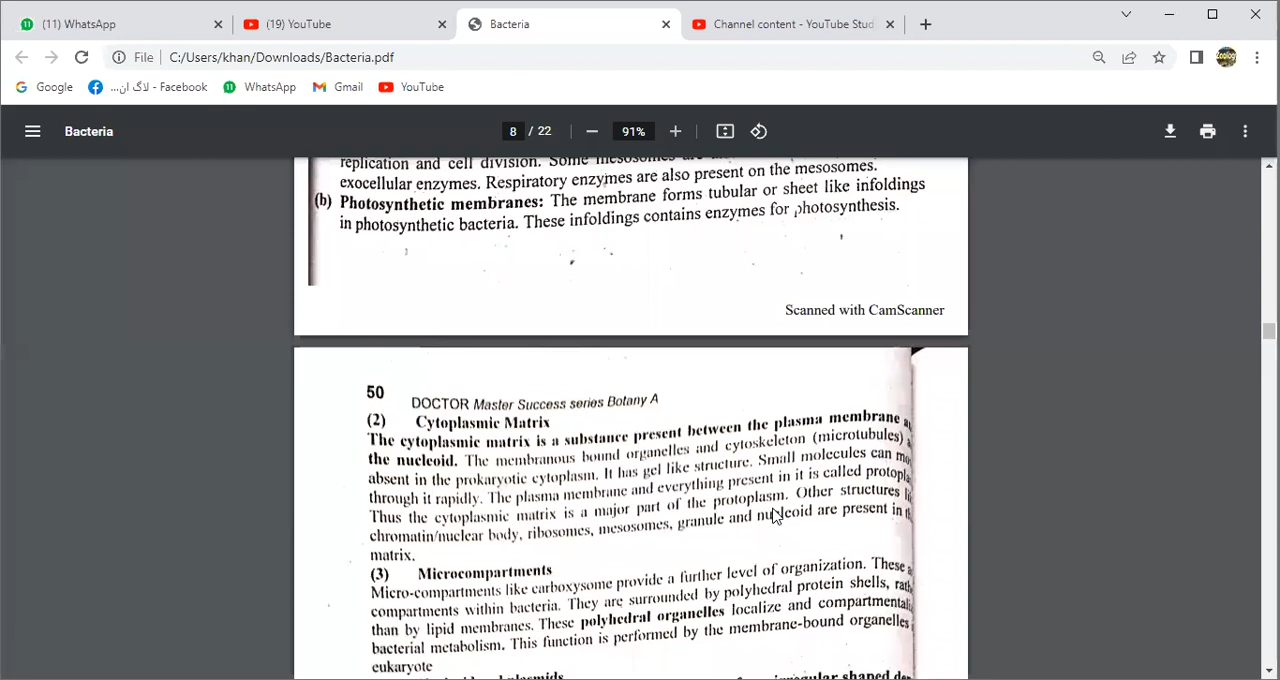 (11) WhatsApp
(19) YouTube
Bacteria
Channel content - YouTube Stud
File C:/Users/khan/Downloads/Bacteria.pdf
Google
Facebook - لاگ ان...
WhatsApp
Gmail
YouTube
Bacteria
8 / 22
91%
replication and cell division. Some mesosomes are
exocellular enzymes. Respiratory enzymes are also present on the mesosomes.
(b) Photosynthetic membranes: The membrane forms tubular or sheet like infoldings
in photosynthetic bacteria. These infoldings contains enzymes for photosynthesis.
Scanned with CamScanner
50 DOCTOR Master Success series Botany A
(2) Cytoplasmic Matrix
The cytoplasmic matrix is a substance present between the plasma membrane
the nucleoid. The membranous bound organelles and cytoskeleton (microtubules)
absent in the prokaryotic cytoplasm. It has gel like structure. Small molecules can mo
through it rapidly. The plasma membrane and everything present in it is called protopla
Thus the cytoplasmic matrix is a major part of the protoplasm. Other structures li
chromatin/nuclear body, ribosomes, mesosomes, granule and nucleoid are present in
matrix.
(3) Microcompartments
Micro-compartments like carboxysome provide a further level of organization. These
compartments within bacteria. They are surrounded by polyhedral protein shells, rath
than by lipid membranes. These polyhedral organelles localize and compartmentali
bacterial metabolism. This function is performed by the membrane-bound organelles
eukaryote